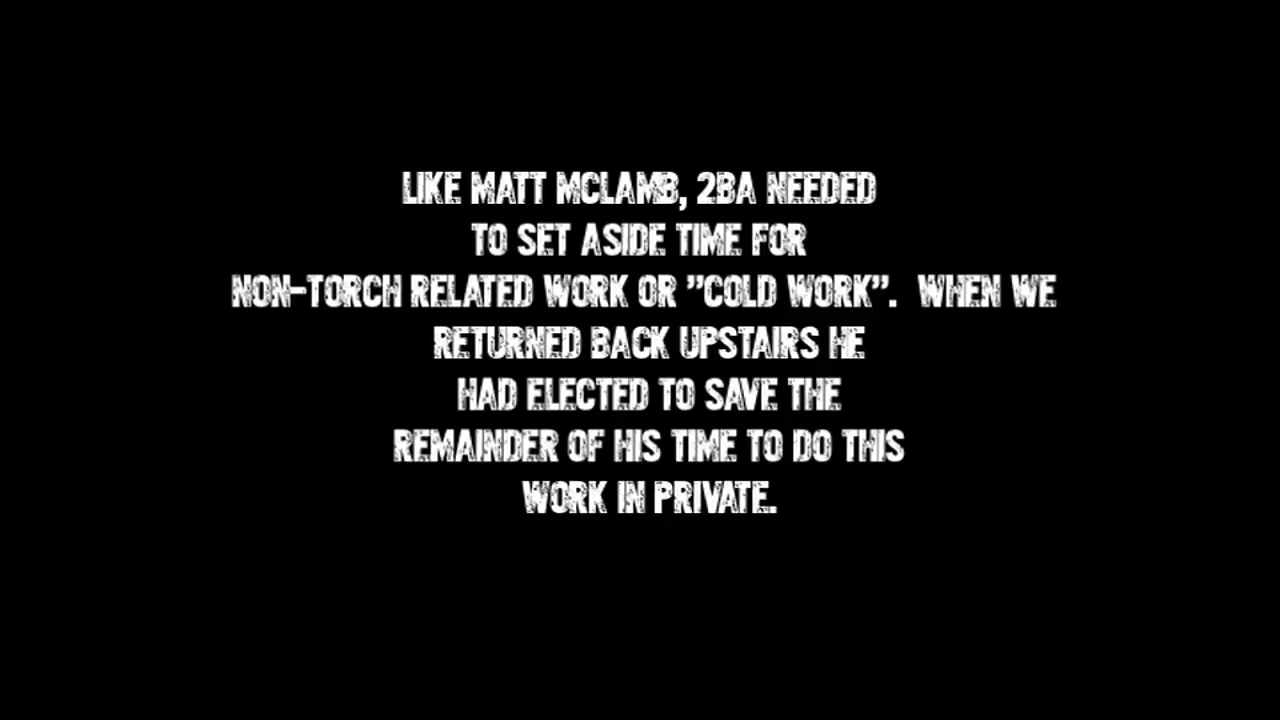 LIKE MATT MCLAMB, 2BA NEEDED
TO SET ASIDE TIME FOR
NON-TORCH RELATED WORK OR "COLD WORK".  WHEN WE
RETURNED BACK UPSTAIRS HE
HAD ELECTED TO SAVE THE
REMAINDER OF HIS TIME TO DO THIS
WORK IN PRIVATE.